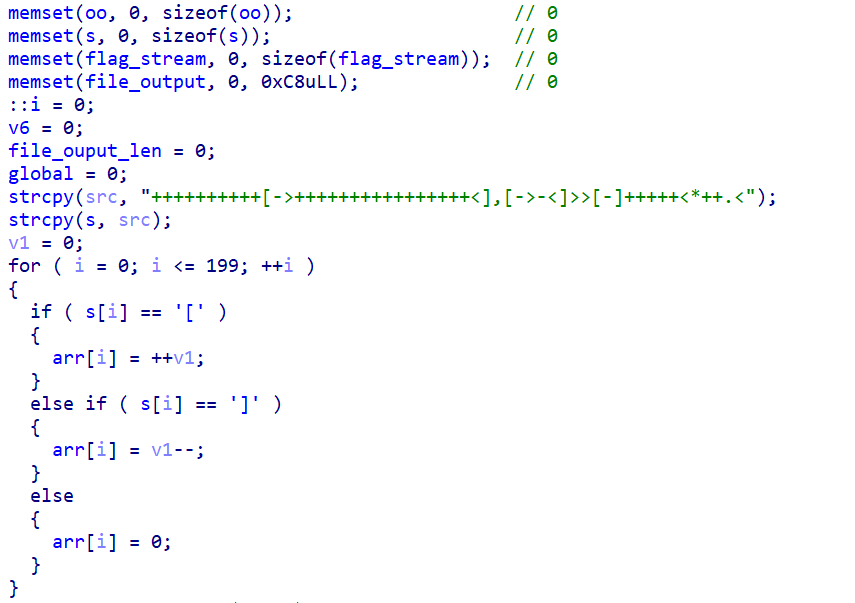 memset(oo, 0, sizeof(oo)); // 0
memset(s, 0, sizeof(s)); // 0
memset(flag_stream, 0, sizeof(flag_stream)); // 0
memset(file_output, 0, 0xC8uLL); // 0
::i = 0;
v6 = 0;
file_ouput_len = 0;
global = 0;
strcpy(src, "++++++++++[->++++++++++++++++<],[->-<]>>[-]+++++<*++.<");
strcpy(s, src);
v1 = 0;
for ( i = 0; i <= 199; ++i )
{
if ( s[i] == '[' )
{
arr[i] = ++v1;
}
else if ( s[i] == ']' )
{
arr[i] = v1--;
}
else
{
arr[i] = 0;
}
}